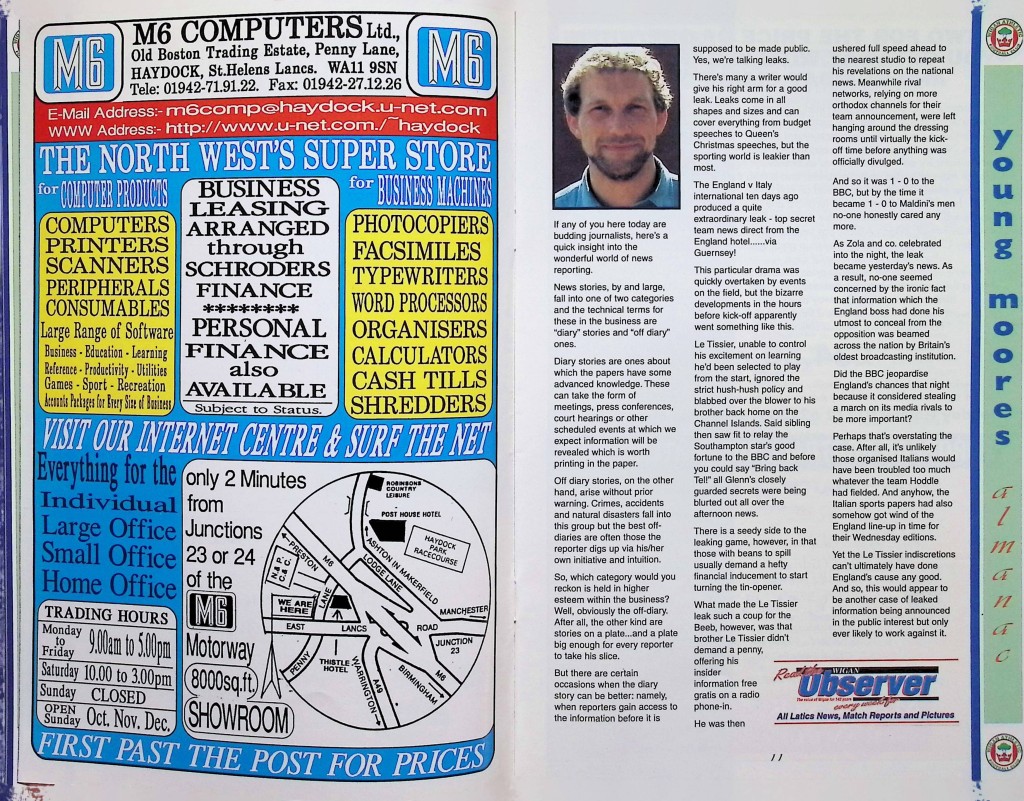 M6
M6 COMPUTERS Ltd.,
Old Boston Trading Estate, Penny Lane,
HAYDOCK, St.Helens Lancs. WA11 9SN
Tele: 01942-71.91.22. Fax: 01942-27.12.26
M6
E-Mail Address:- m6comp@haydock.u-net.com
WWW Address:- http://www.u-net.com./~haydock
THE NORTH WEST'S SUPER STORE
for COMPUTER PRODUCTS
COMPUTERS
PRINTERS
SCANNERS
PERIPHERALS
CONSUMABLES
Large Range of Software
Business - Education - Learning
Reference - Productivity - Utilities
Games - Sport - Recreation
Accounts Packages for Every Size of Business
BUSINESS
LEASING
ARRANGED
through
SCHRODERS
FINANCE
********
PERSONAL
FINANCE
also
AVAILABLE
Subject to Status.
for BUSINESS MACHINES
PHOTOCOPIERS
FACSIMILES
TYPEWRITERS
WORD PROCESSORS
ORGANISERS
CALCULATORS
CASH TILLS
SHREDDERS
VISIT OUR INTERNET CENTRE & SURF THE NET
Everything for the
Individual
Large Office
Small Office
Home Office
TRADING HOURS
Monday
to
Friday
9.00am to 5.00pm
Saturday 10.00 to 3.00pm
Sunday CLOSED
OPEN
Sunday
Oct. Nov. Dec.
only 2 Minutes
from
Junctions
23 or 24
of the
M6
Motorway
8000sq.ft.
SHOWROOM
ROBINSONS
COUNTRY
LEISURE
POST HOUSE HOTEL
HAYDOCK
PARK
RACECOURSE
PRESTON
M6
ASHTON IN MAKERFIELD
LODGE LANE
N.& P.
C.& C.
WE ARE
HERE
LANE
MANCHESTER
EAST
LANCS
ROAD
JUNCTION
23
PENNY
THISTLE
HOTEL
A49
WARRINGTON
M6
BIRMINGHAM
FIRST PAST THE POST FOR PRICES
If any of you here today are
budding journalists, here's a
quick insight into the
wonderful world of news
reporting.
News stories, by and large,
fall into one of two categories
and the technical terms for
these in the business are
"diary" stories and "off diary"
ones.
Diary stories are ones about
which the papers have some
advanced knowledge. These
can take the form of
meetings, press conferences,
court hearings or other
scheduled events at which we
expect information will be
revealed which is worth
printing in the paper.
Off diary stories, on the other
hand, arise without prior
warning. Crimes, accidents
and natural disasters fall into
this group but the best off-
diaries are often those the
reporter digs up via his/her
own initiative and intuition.
So, which category would you
reckon is held in higher
esteem within the business?
Well, obviously the off-diary.
After all, the other kind are
stories on a plate...and a plate
big enough for every reporter
to take his slice.
But there are certain
occasions when the diary
story can be better: namely,
when reporters gain access to
the information before it is
supposed to be made public.
Yes, we're talking leaks.
There's many a writer would
give his right arm for a good
leak. Leaks come in all
shapes and sizes and can
cover everything from budget
speeches to Queen's
Christmas speeches, but the
sporting world is leakier than
most.
The England v Italy
international ten days ago
produced a quite
extraordinary leak - top secret
team news direct from the
England hotel......via
Guernsey!
This particular drama was
quickly overtaken by events
on the field, but the bizarre
developments in the hours
before kick-off apparently
went something like this.
Le Tissier, unable to control
his excitement on learning
he'd been selected to play
from the start, ignored the
strict hush-hush policy and
blabbed over the blower to his
brother back home on the
Channel Islands. Said sibling
then saw fit to relay the
Southampton star's good
fortune to the BBC and before
you could say "Bring back
Tell" all Glenn's closely
guarded secrets were being
blurted out all over the
afternoon news.
There is a seedy side to the
leaking game, however, in that
those with beans to spill
usually demand a hefty
financial inducement to start
turning the tin-opener.
What made the Le Tissier
leak such a coup for the
Beeb, however, was that
brother Le Tissier didn't
demand a penny,
offering his
insider
information free
gratis on a radio
phone-in.
He was then
ushered full speed ahead to
the nearest studio to repeat
his revelations on the national
news. Meanwhile rival
networks, relying on more
orthodox channels for their
team announcement, were left
hanging around the dressing
rooms until virtually the kick-
off time before anything was
officially divulged.
And so it was 1 - 0 to the
BBC, but by the time it
became 1 - 0 to Maldini's men
no-one honestly cared any
more.
As Zola and co. celebrated
into the night, the leak
became yesterday's news. As
a result, no-one seemed
concerned by the ironic fact
that information which the
England boss had done his
utmost to conceal from the
opposition was beamed
across the nation by Britain's
oldest broadcasting institution.
Did the BBC jeopardise
England's chances that night
because it considered stealing
a march on its media rivals to
be more important?
Perhaps that's overstating the
case. After all, it's unlikely
those organised Italians would
have been troubled too much
whatever the team Hoddle
had fielded. And anyhow, the
Italian sports papers had also
somehow got wind of the
England line-up in time for
their Wednesday editions.
Yet the Le Tissier indiscretions
can't ultimately have done
England's cause any good.
And so, this would appear to
be another case of leaked
information being announced
in the public interest but only
ever likely to work against it.
Read the
WIGAN
Observer
every week for
All Latics News, Match Reports and Pictures
11
young moores
almanac